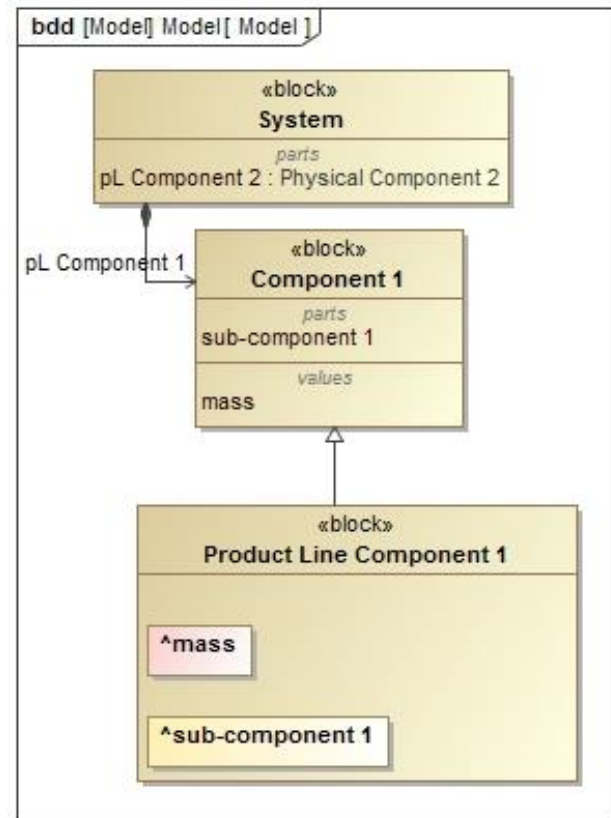 bdd [Model] Model[ Model ]
«block»
System
parts
pL Component 2 : Physical Component 2
pL Component 1
«block»
Component 1
parts
sub-component 1
values
mass
«block»
Product Line Component 1
^mass
^sub-component 1